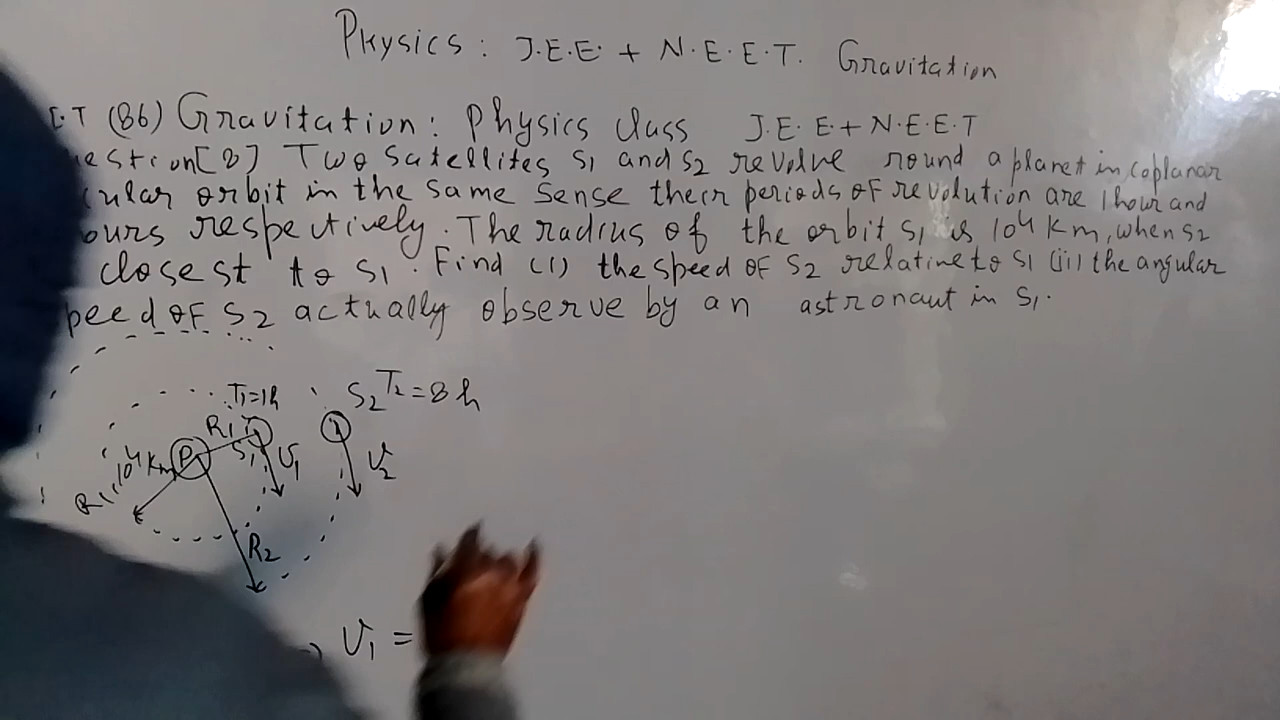 Physics: J.E.E. + N.E.E.T. Gravitation
.T (86) Gravitation: Physics class J.E.E+N.E.E.T
estion[8] Two satellites S1 and S2 revolve round a planet in coplanar
cular orbit in the same sense their periods of revolution are 1 hour and
ours respectively. The radius of the orbit S1 is 10⁴ Km, when S2
closest to S1. Find (i) the speed of S2 relative to S1 (ii) the angular
peed of S2 actually observe by an astronaut in S1.
T1=1h S2 T2=8h
R1 S1 V1 V2
P
10⁴ Km
R1
R2
V1 =